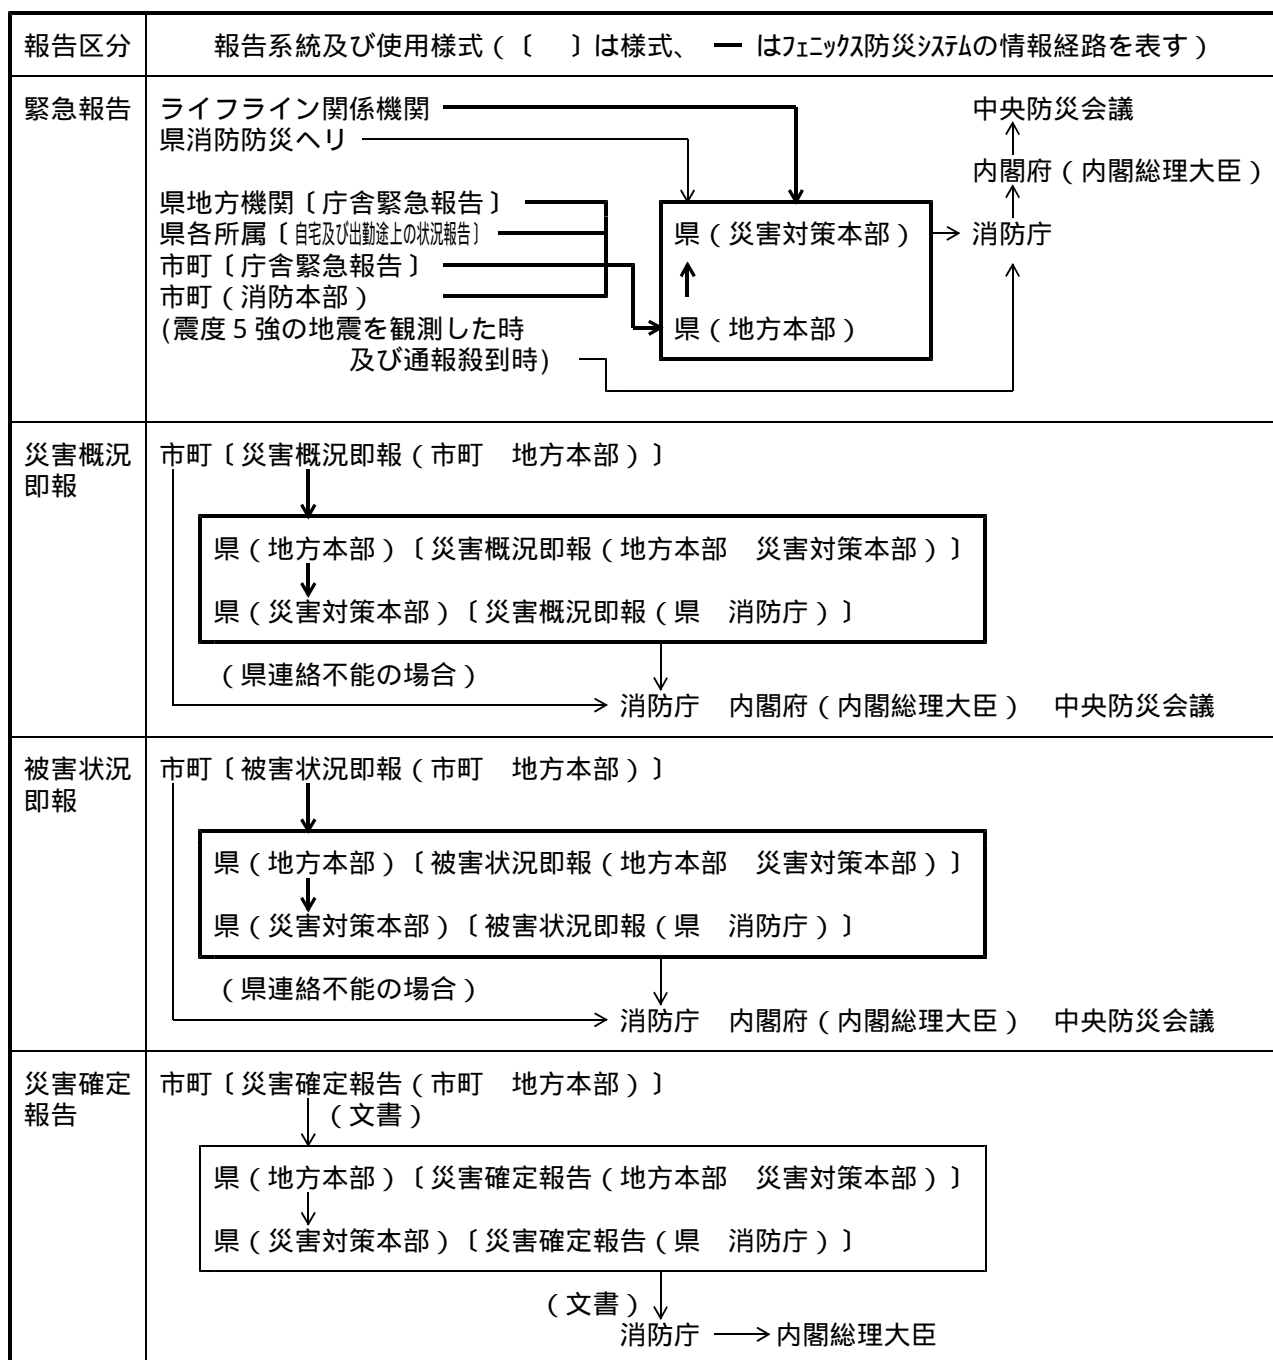 報告区分
報告系統及び使用様式（〔　〕は様式、 ━ はフェニックス防災システムの情報経路を表す）
緊急報告
ライフライン関係機関
県消防防災ヘリ
県地方機関〔庁舎緊急報告〕
県各所属〔自宅及び出勤途上の状況報告〕
市町〔庁舎緊急報告〕
市町（消防本部）
(震度５強の地震を観測した時
及び通報殺到時)
県（災害対策本部）
県（地方本部）
中央防災会議
内閣府（内閣総理大臣）
消防庁
災害概況
即報
市町〔災害概況即報（市町　地方本部）〕
県（地方本部）〔災害概況即報（地方本部　災害対策本部）〕
県（災害対策本部）〔災害概況即報（県　消防庁）〕
（県連絡不能の場合）
消防庁　内閣府（内閣総理大臣）　中央防災会議
被害状況
即報
市町〔被害状況即報（市町　地方本部）〕
県（地方本部）〔被害状況即報（地方本部　災害対策本部）〕
県（災害対策本部）〔被害状況即報（県　消防庁）〕
（県連絡不能の場合）
消防庁　内閣府（内閣総理大臣）　中央防災会議
災害確定
報告
市町〔災害確定報告（市町　地方本部）〕
（文書）
県（地方本部）〔災害確定報告（地方本部　災害対策本部）〕
県（災害対策本部）〔災害確定報告（県　消防庁）〕
（文書）
消防庁 → 内閣総理大臣